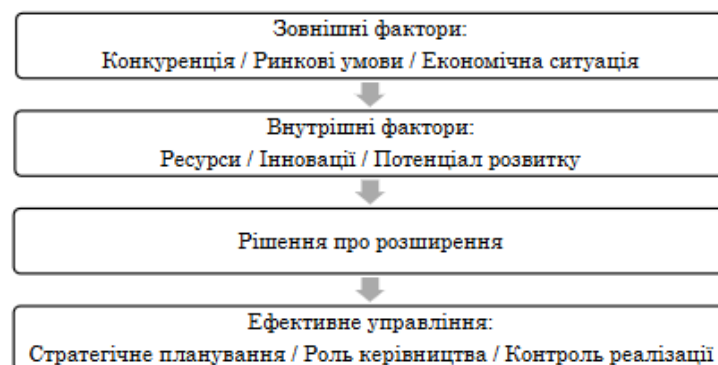 Зовнішні фактори:
Конкуренція / Ринкові умови / Економічна ситуація
Внутрішні фактори:
Ресурси / Інновації / Потенціал розвитку
Рішення про розширення
Ефективне управління:
Стратегічне планування / Роль керівництва / Контроль реалізації